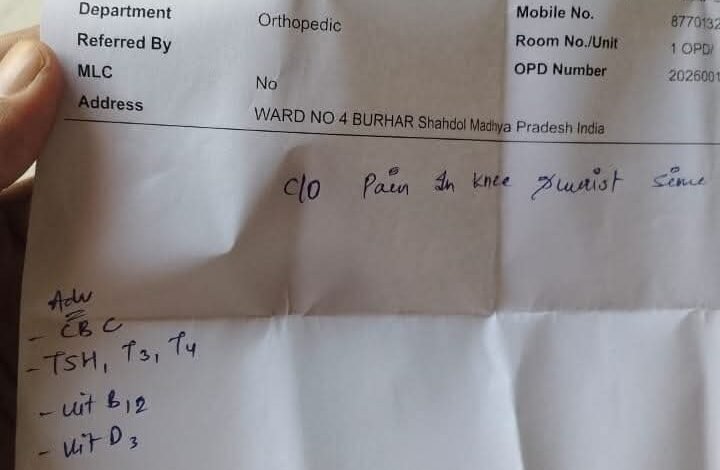 Department Orthopedic Mobile No. 8770132
Referred By Room No./Unit 1 OPD/
MLC No OPD Number 2026001
Address WARD NO 4 BURHAR Shahdol Madhya Pradesh India
C/O Pain In knee & wrist since
Adv
- CBC
- TSH, T3, T4
- Vit B12
- Vit D3